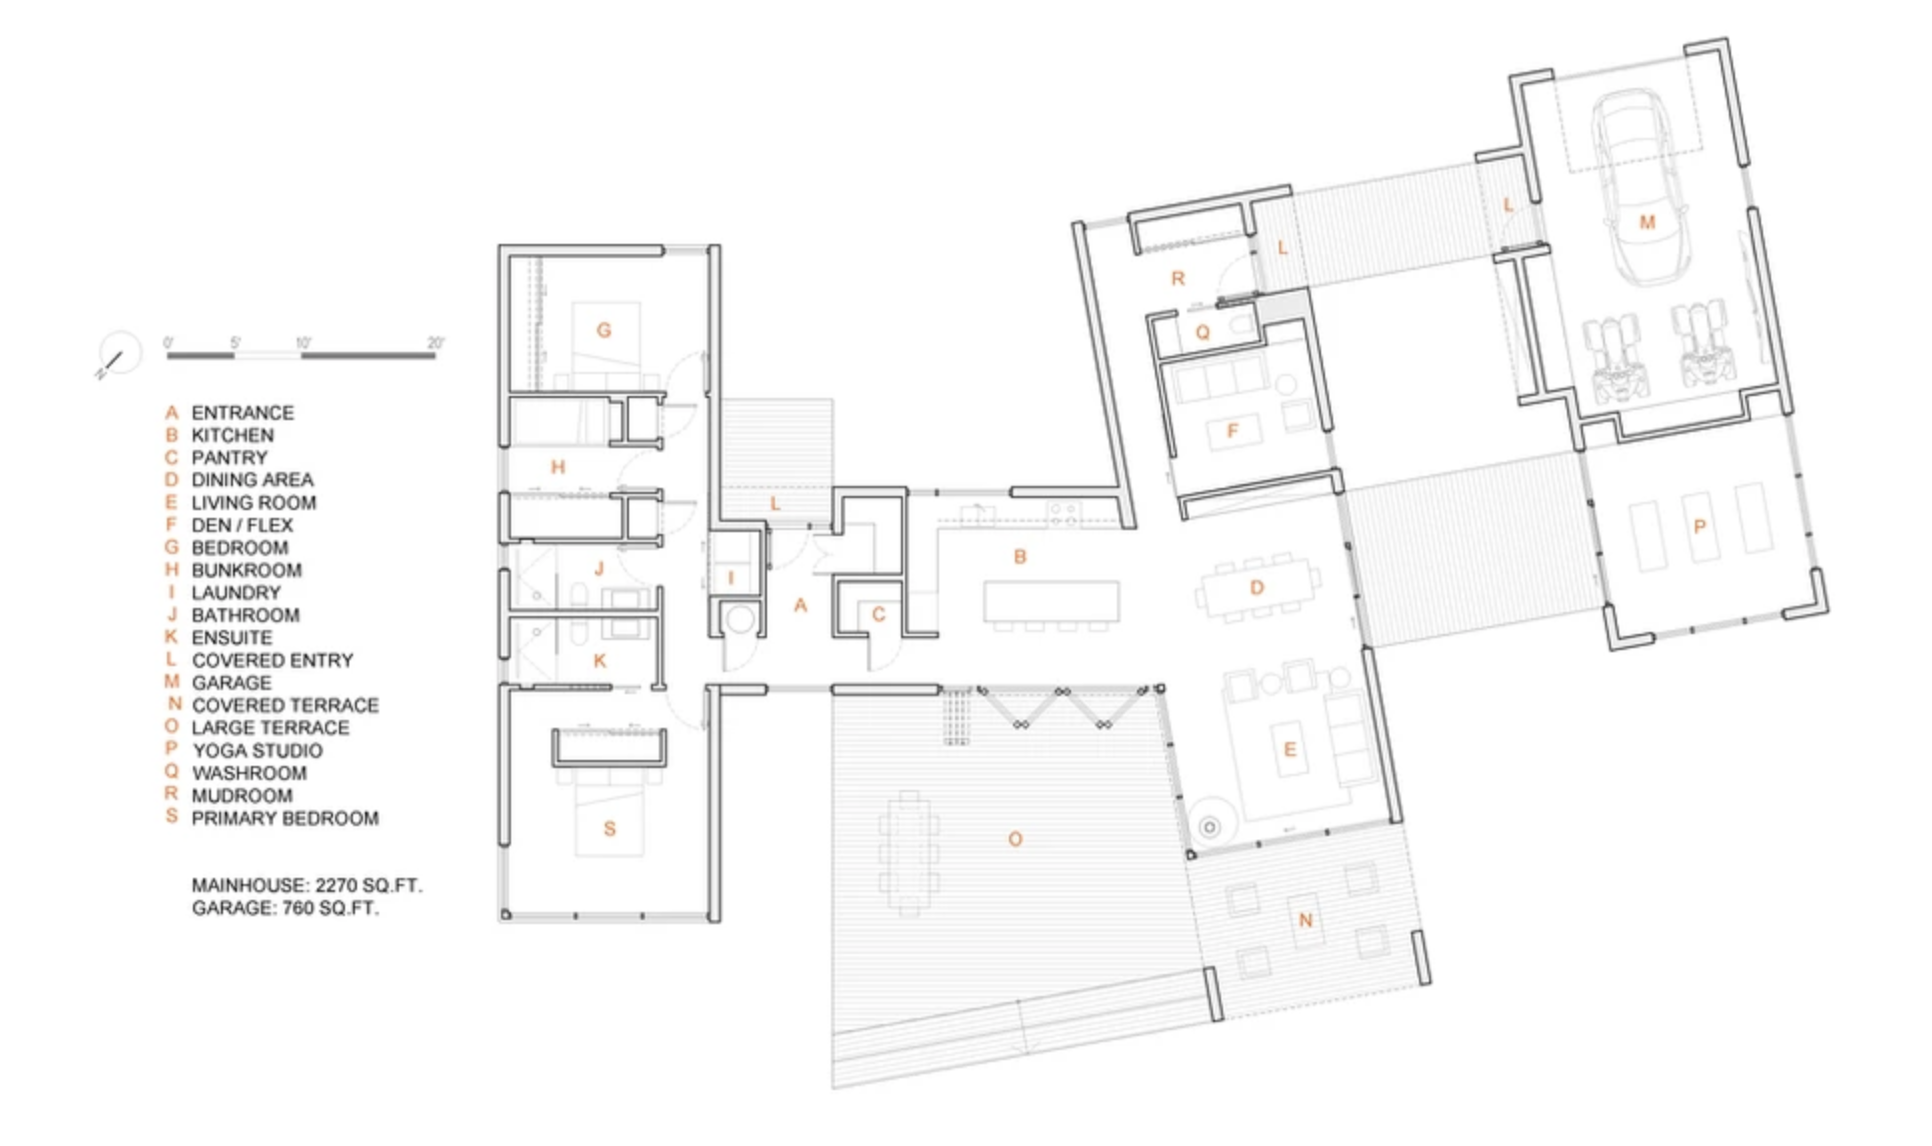 N
0' 5' 10' 20'
A ENTRANCE
B KITCHEN
C PANTRY
D DINING AREA
E LIVING ROOM
F DEN / FLEX
G BEDROOM
H BUNKROOM
I LAUNDRY
J BATHROOM
K ENSUITE
L COVERED ENTRY
M GARAGE
N COVERED TERRACE
O LARGE TERRACE
P YOGA STUDIO
Q WASHROOM
R MUDROOM
S PRIMARY BEDROOM
MAINHOUSE: 2270 SQ.FT.
GARAGE: 760 SQ.FT.
G
H
J
K
S
I
L
A
C
B
O
R
L
L
M
Q
F
D
P
E
N